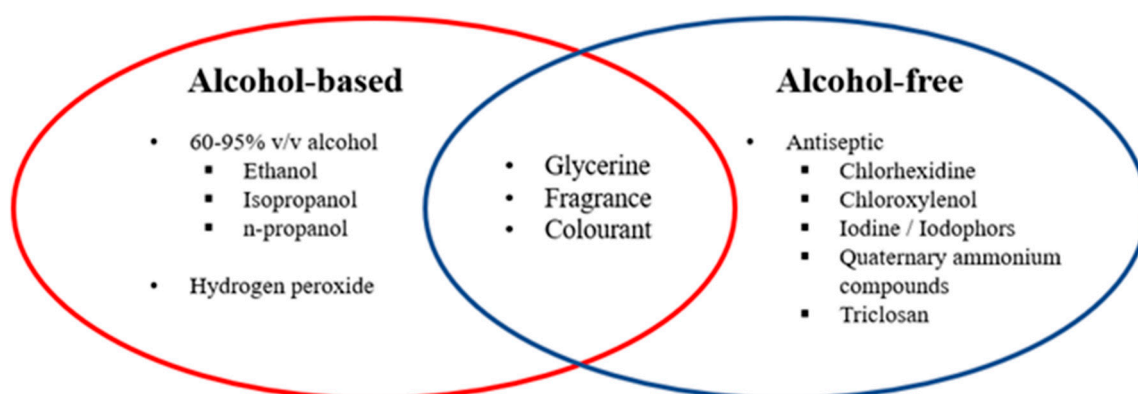 Alcohol-based
• 60-95% v/v alcohol
▪ Ethanol
▪ Isopropanol
▪ n-propanol
• Hydrogen peroxide
• Glycerine
• Fragrance
• Colourant
Alcohol-free
• Antiseptic
▪ Chlorhexidine
▪ Chloroxylenol
▪ Iodine / Iodophors
▪ Quaternary ammonium
compounds
▪ Triclosan